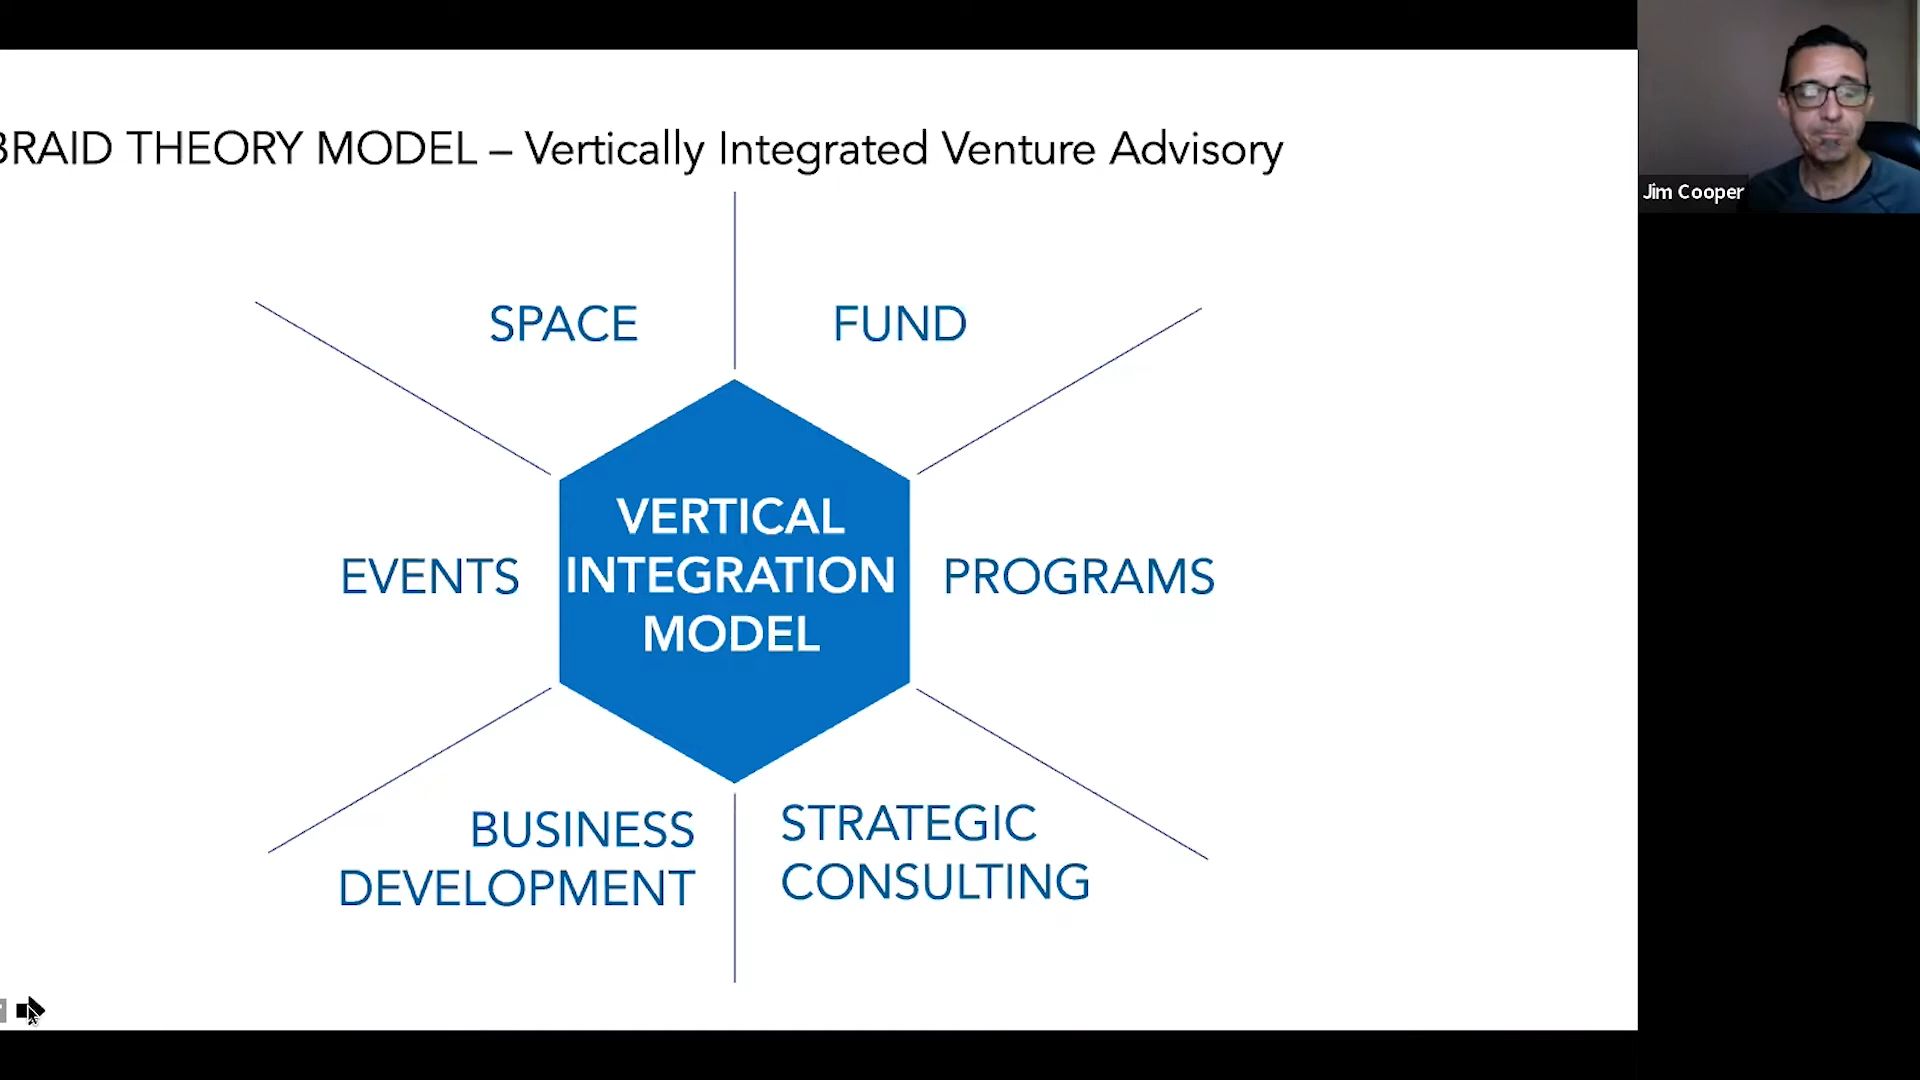 BRAID THEORY MODEL – Vertically Integrated Venture Advisory
Jim Cooper
SPACE
FUND
EVENTS
VERTICAL
INTEGRATION
MODEL
PROGRAMS
BUSINESS
DEVELOPMENT
STRATEGIC
CONSULTING